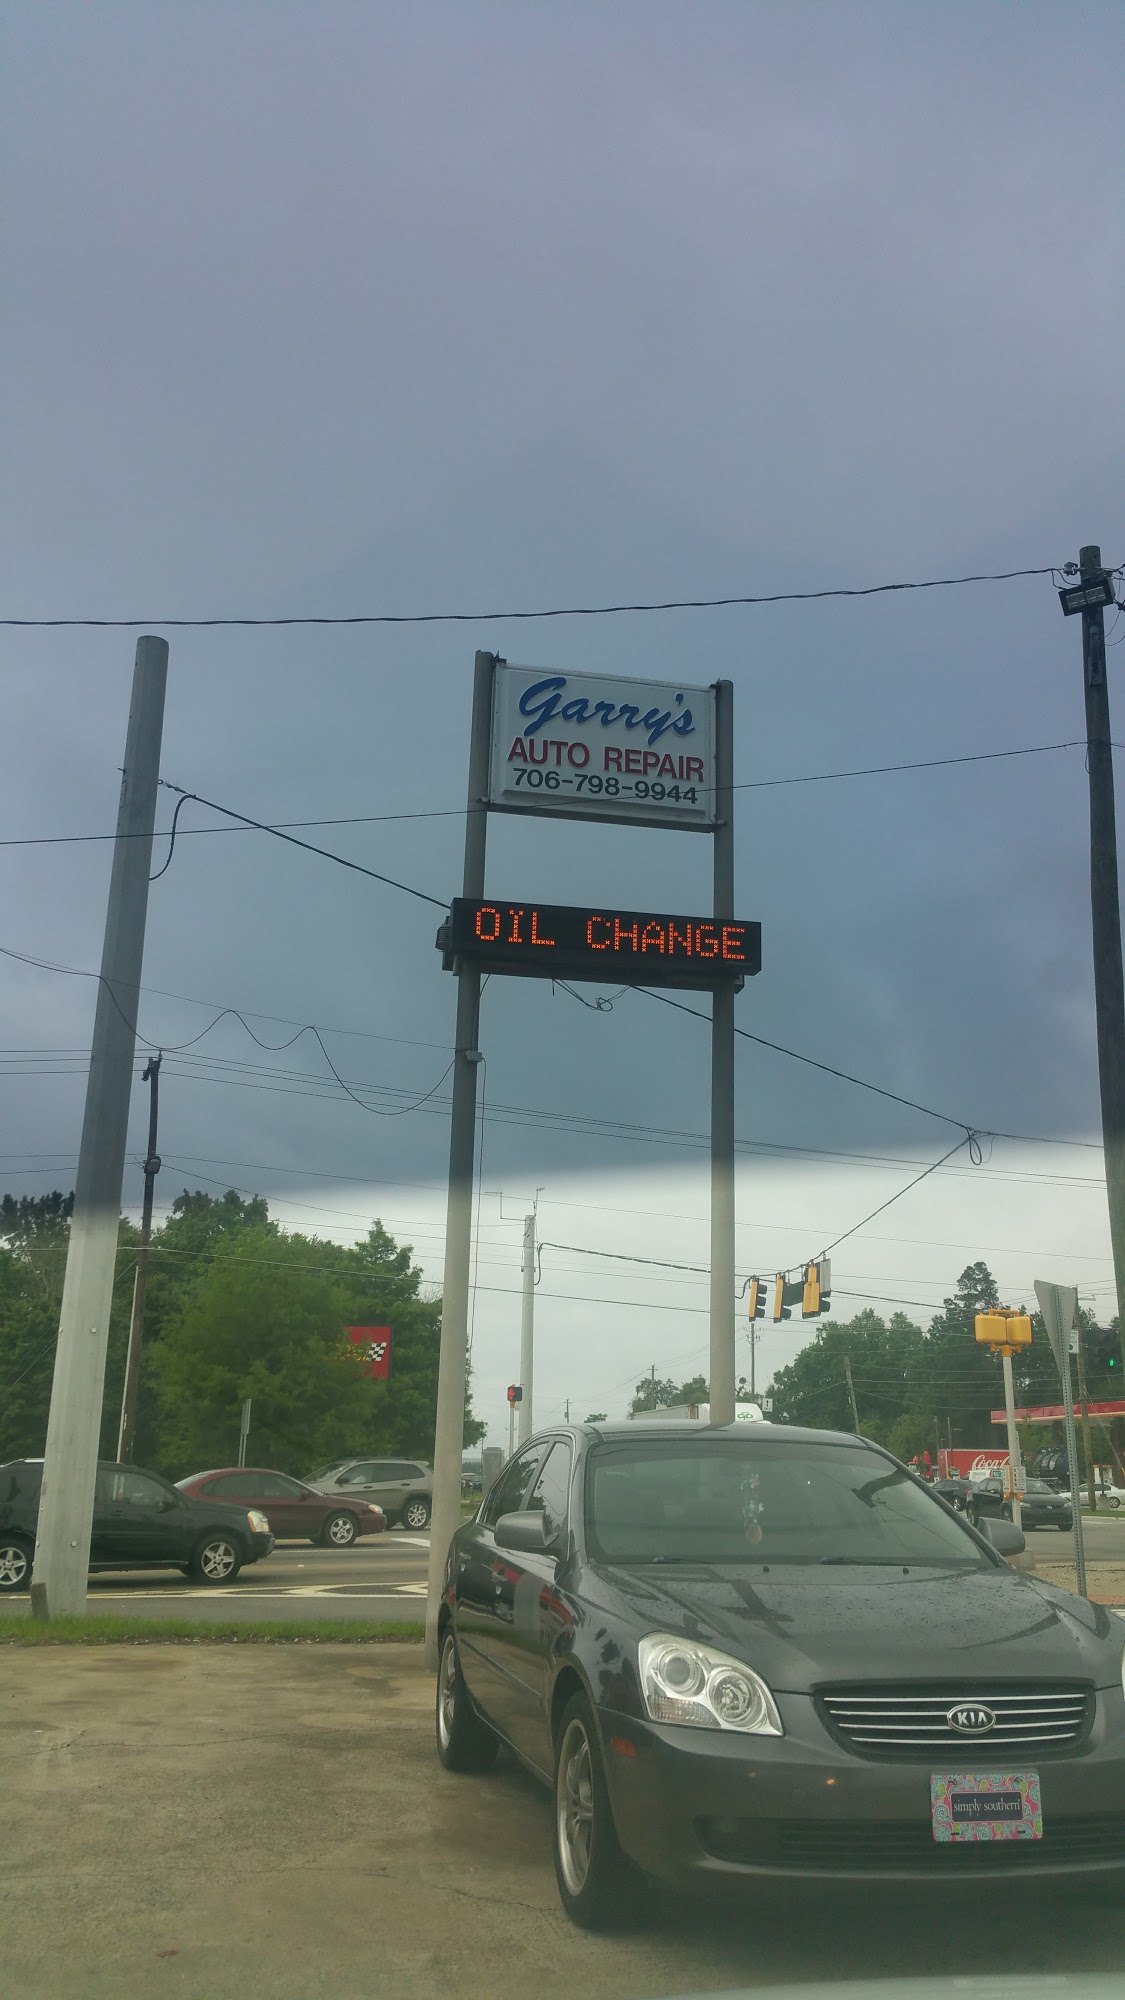 Garry's
AUTO REPAIR
706-798-9944
OIL CHANGE
KIA
simply southern